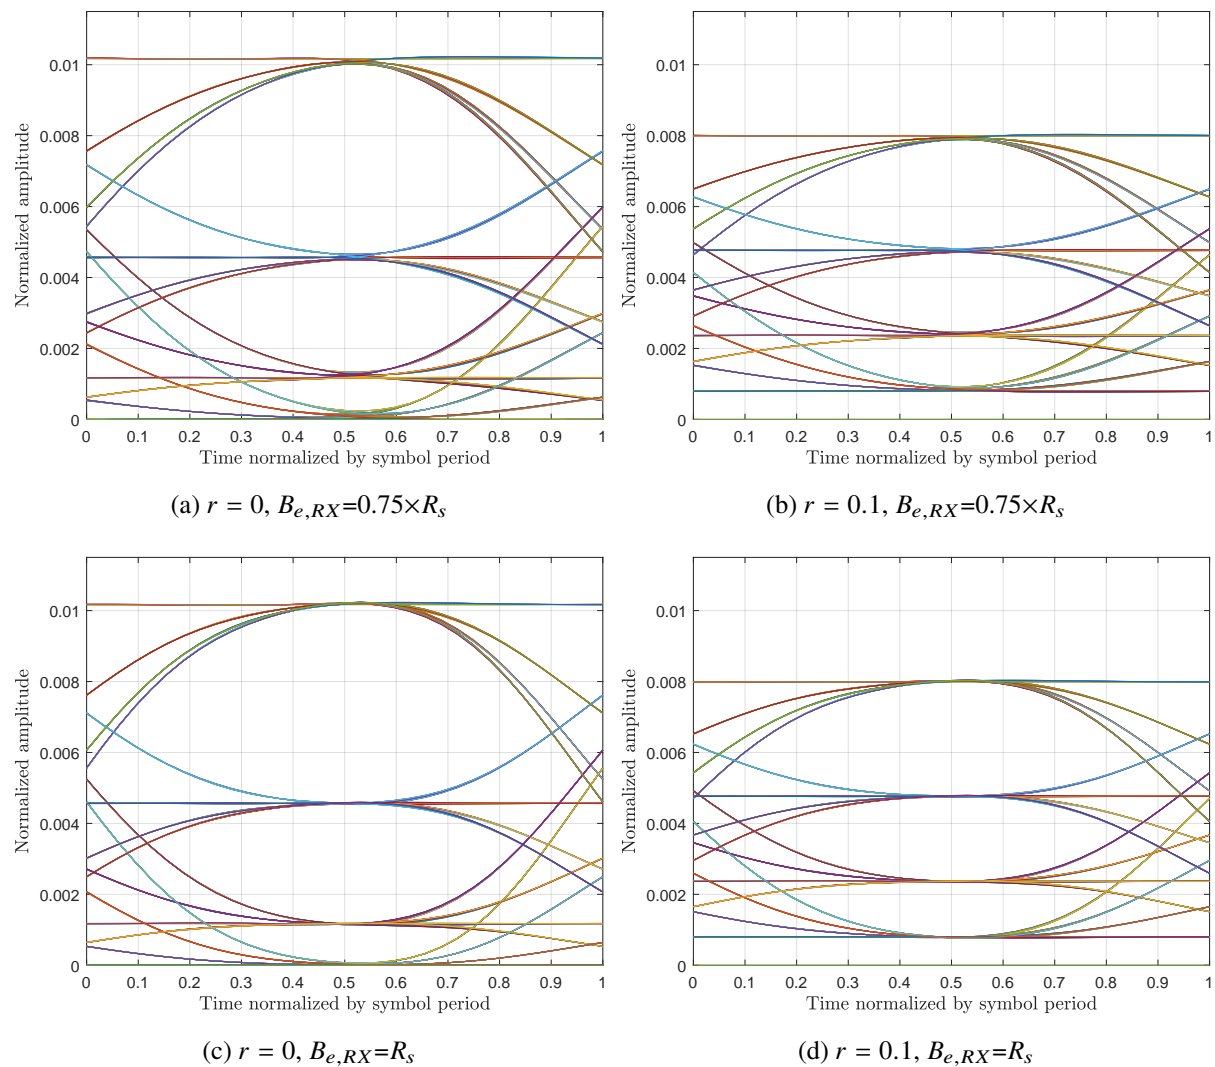 0.01
0.008
0.006
0.004
0.002
0
Normalized amplitude
0 0.1 0.2 0.3 0.4 0.5 0.6 0.7 0.8 0.9 1
Time normalized by symbol period
(a) r = 0, B_{e,RX}=0.75×R_s
0.01
0.008
0.006
0.004
0.002
0
Normalized amplitude
0 0.1 0.2 0.3 0.4 0.5 0.6 0.7 0.8 0.9 1
Time normalized by symbol period
(b) r = 0.1, B_{e,RX}=0.75×R_s
0.01
0.008
0.006
0.004
0.002
0
Normalized amplitude
0 0.1 0.2 0.3 0.4 0.5 0.6 0.7 0.8 0.9 1
Time normalized by symbol period
(c) r = 0, B_{e,RX}=R_s
0.01
0.008
0.006
0.004
0.002
0
Normalized amplitude
0 0.1 0.2 0.3 0.4 0.5 0.6 0.7 0.8 0.9 1
Time normalized by symbol period
(d) r = 0.1, B_{e,RX}=R_s